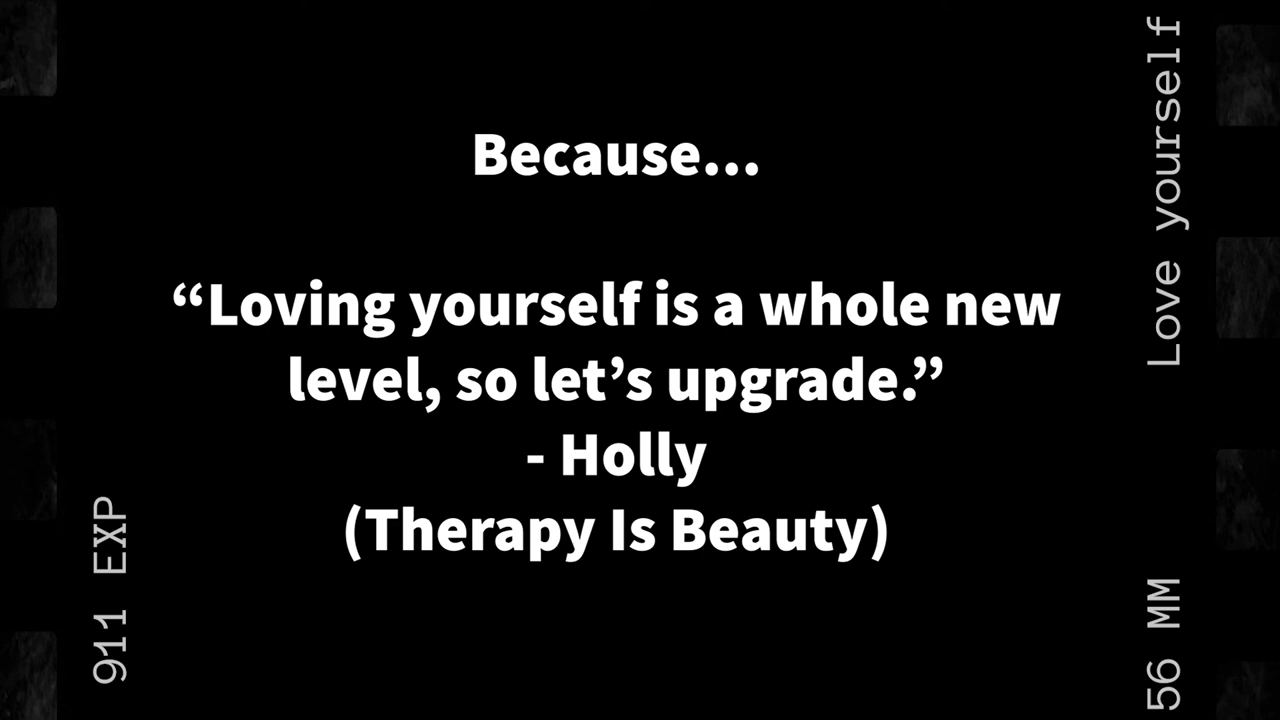 Because...
“Loving yourself is a whole new
level, so let’s upgrade.”
- Holly
(Therapy Is Beauty)
911 EXP
Love yourself
56 MM